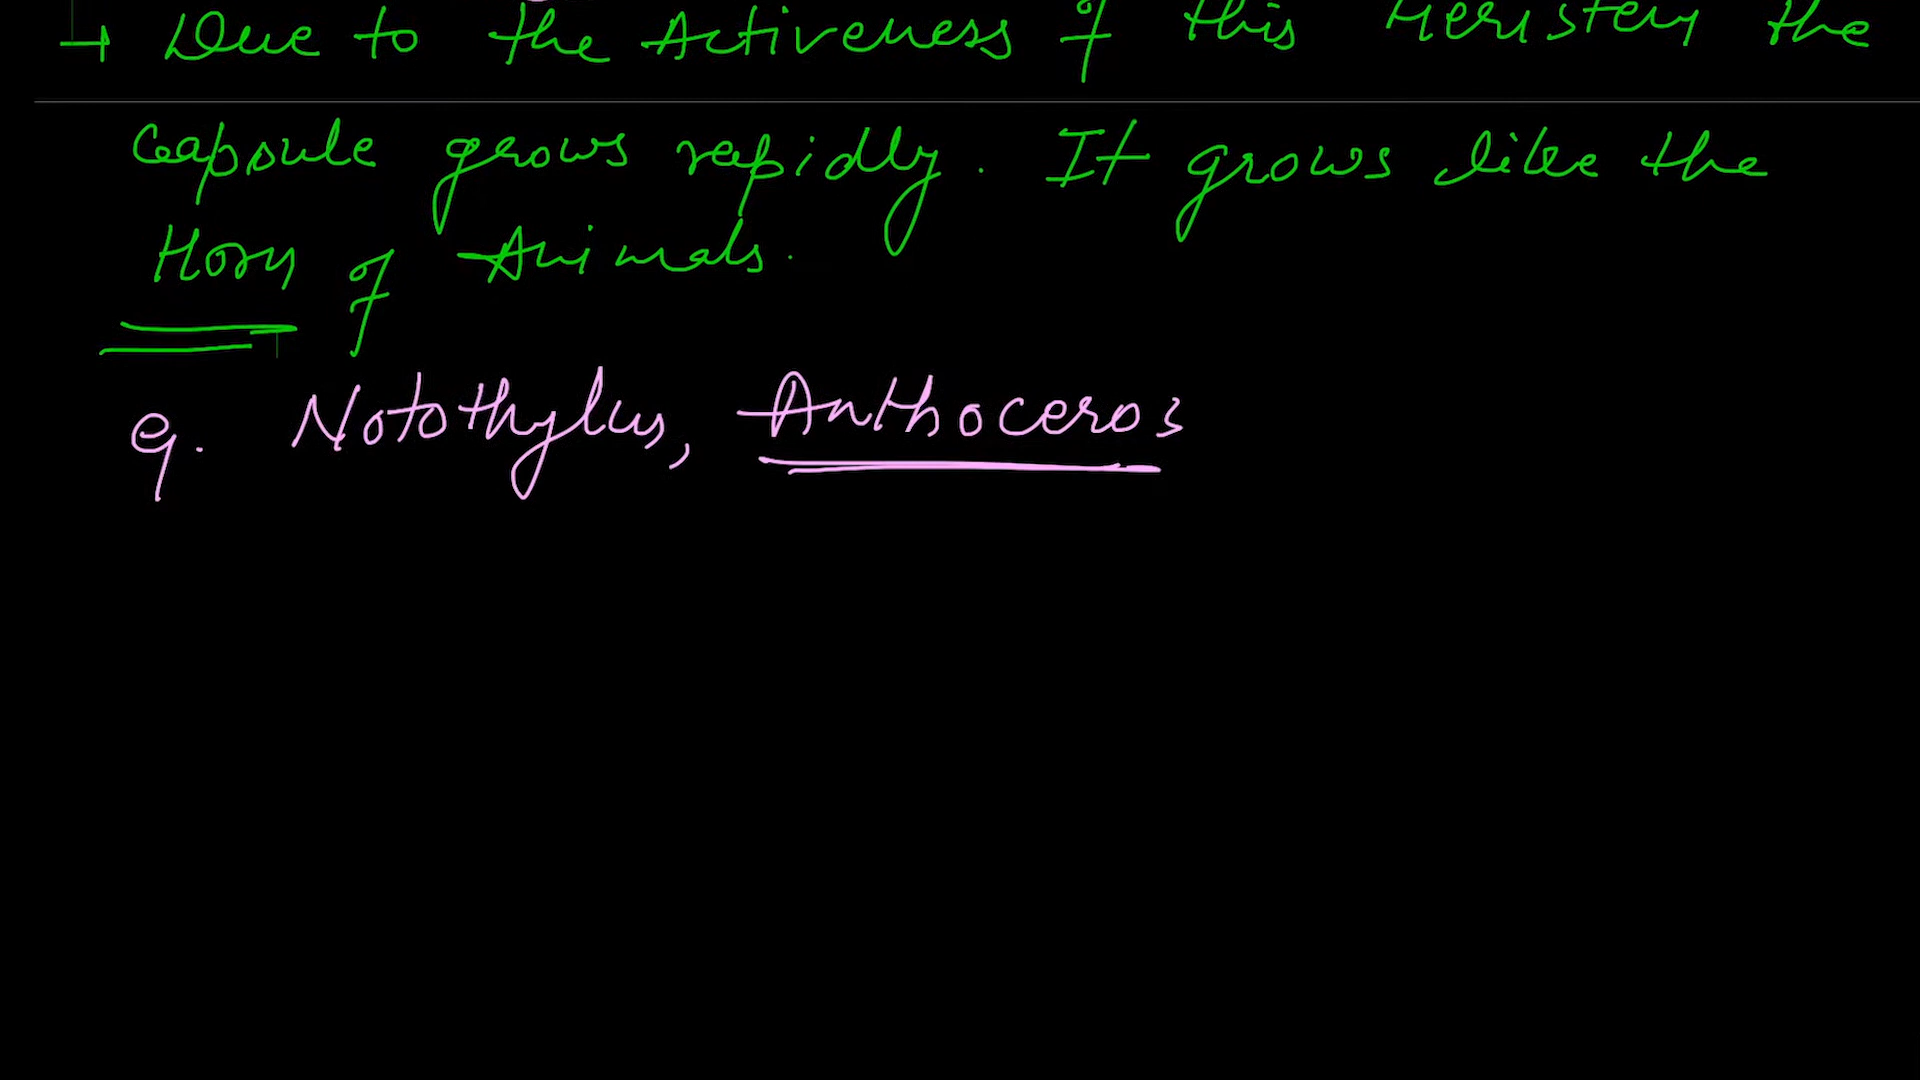 → Due to the Activeness of this Meristem the
Capsule grows rapidly. It grows like the
Horn of Animals.
eg. Notothylus, Anthoceros